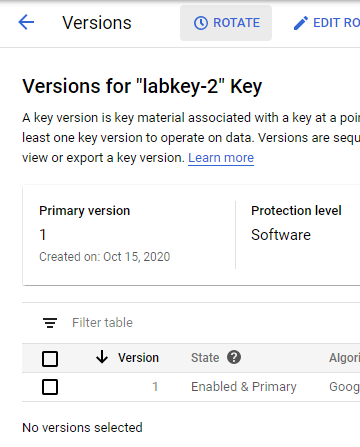 Versions
ROTATE
EDIT RO
Versions for "labkey-2" Key
A key version is key material associated with a key at a poin
least one key version to operate on data. Versions are sequ
view or export a key version. Learn more
Primary version
1
Created on: Oct 15, 2020
Protection level
Software
Filter table
Version State Algori
1 Enabled & Primary Goog
No versions selected